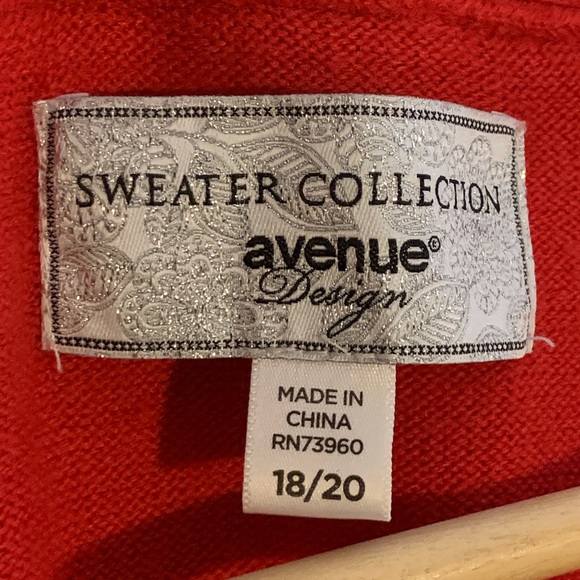 SWEATER COLLECTION
avenue®
Design
MADE IN
CHINA
RN73960
18/20